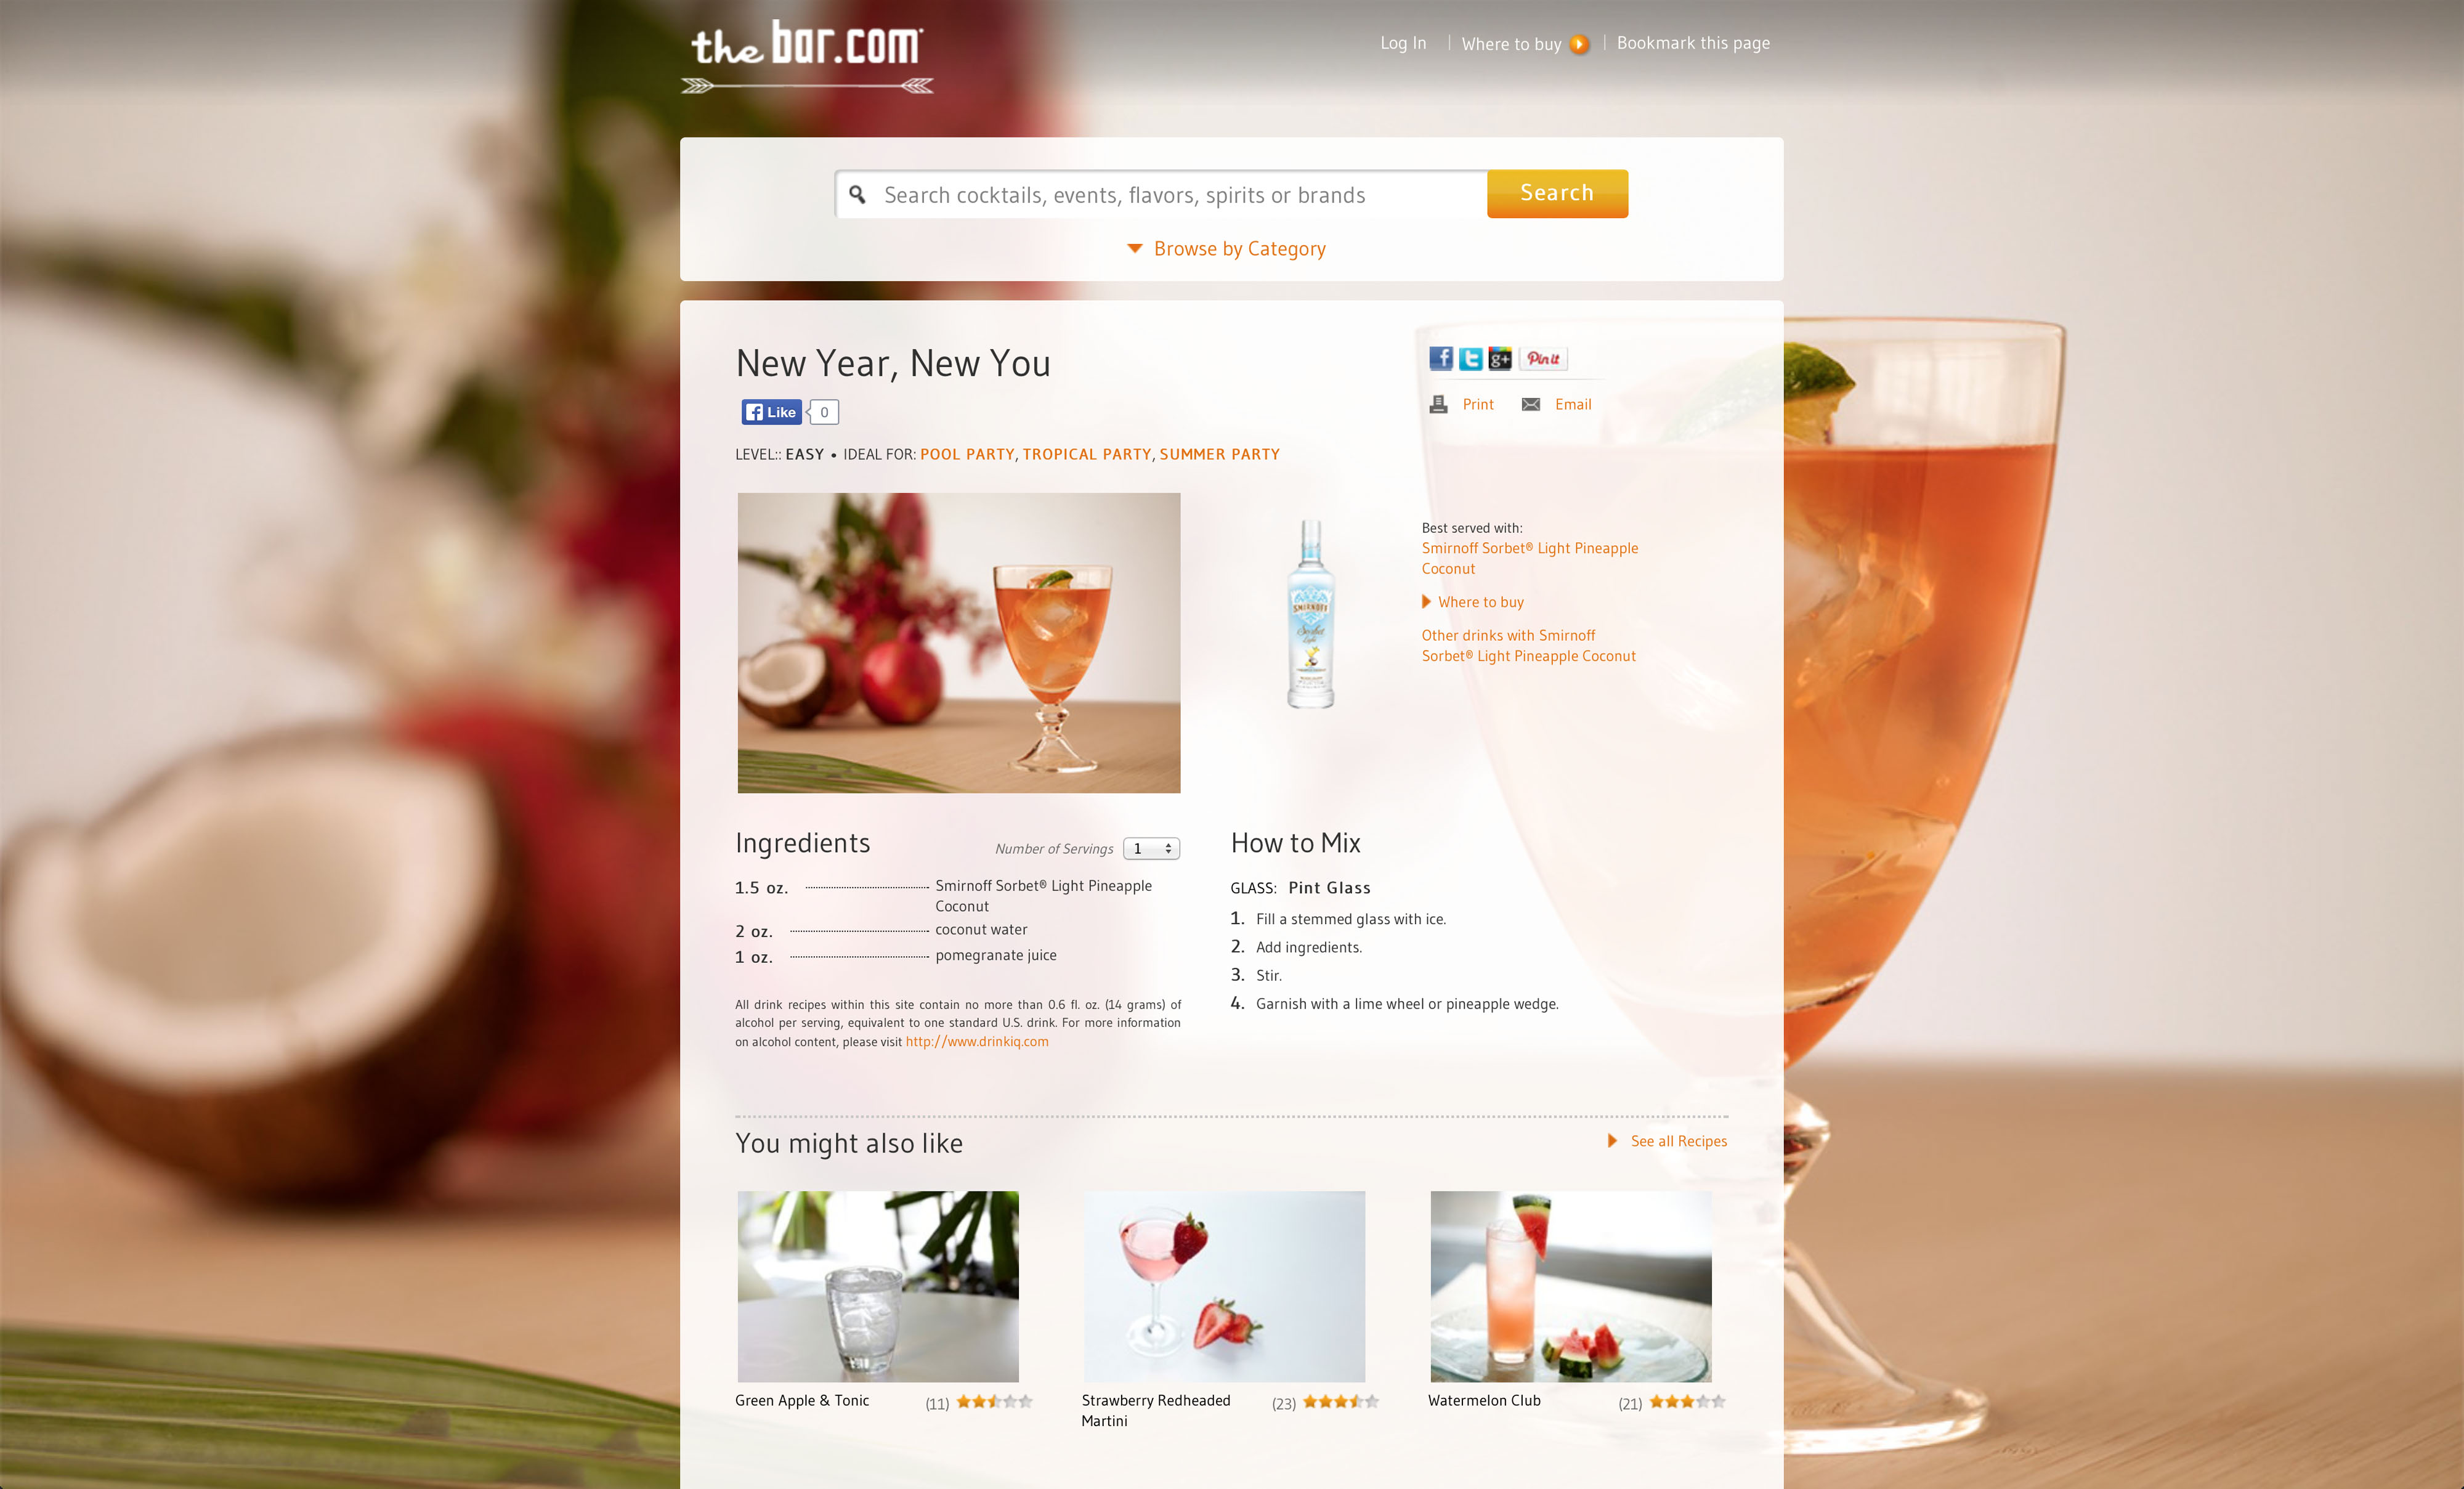 the bar.com
Log In
Where to buy
Bookmark this page
Search cocktails, events, flavors, spirits or brands
Search
Browse by Category
New Year, New You
Like 0
LEVEL:: EASY • IDEAL FOR: POOL PARTY, TROPICAL PARTY, SUMMER PARTY
f t g+ Pin it
Print
Email
SMIRNOFF
Sorbet
Light
Best served with:
Smirnoff Sorbet® Light Pineapple
Coconut
Where to buy
Other drinks with Smirnoff
Sorbet® Light Pineapple Coconut
Ingredients
Number of Servings 1
1.5 oz. Smirnoff Sorbet® Light Pineapple
Coconut
2 oz. coconut water
1 oz. pomegranate juice
All drink recipes within this site contain no more than 0.6 fl. oz. (14 grams) of
alcohol per serving, equivalent to one standard U.S. drink. For more information
on alcohol content, please visit http://www.drinkiq.com
How to Mix
GLASS: Pint Glass
1. Fill a stemmed glass with ice.
2. Add ingredients.
3. Stir.
4. Garnish with a lime wheel or pineapple wedge.
You might also like
See all Recipes
Green Apple & Tonic (11)
Strawberry Redheaded (23)
Martini
Watermelon Club (21)